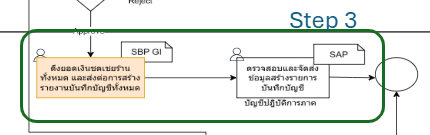 Reject
Step 3
Approve
SBP GI
SAP
ดึงยอดเงินชดเชยร้าน
ทั้งหมด และส่งต่อการสร้าง
รายงานบันทึกบัญชีทั้งหมด
ตรวจสอบและจัดส่ง
ข้อมูลสร้างรายการ
บันทึกบัญชี
บัญชีปฏิบัติการภาค